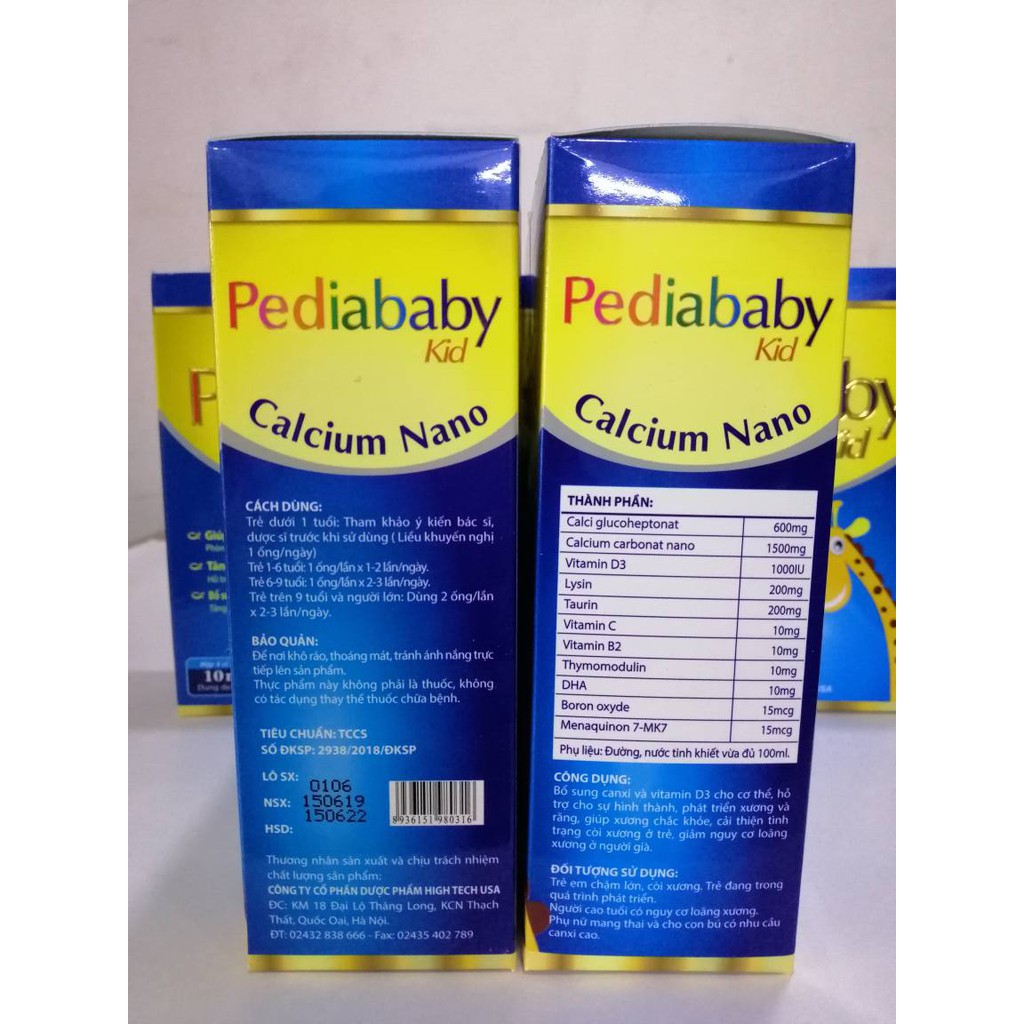 Pediababy
Kid
Calcium Nano
CÁCH DÙNG:
Trẻ dưới 1 tuổi: Tham khảo ý kiến bác sĩ,
dược sĩ trước khi sử dụng ( Liều khuyến nghị
1 ống/ngày)
Trẻ 1-6 tuổi: 1 ống/lần x 1-2 lần/ngày.
Trẻ 6-9 tuổi: 1 ống/lần x 2-3 lần/ngày.
Trẻ trên 9 tuổi và người lớn: Dùng 2 ống/lần
x 2-3 lần/ngày.
BẢO QUẢN:
Để nơi khô ráo, thoáng mát, tránh ánh nắng trực
tiếp lên sản phẩm.
Thực phẩm này không phải là thuốc, không
có tác dụng thay thế thuốc chữa bệnh.
TIÊU CHUẨN: TCCS
SỐ ĐKSP: 2938/2018/ĐKSP
LÔ SX: 0106
NSX: 150619
HSD: 150622
8936151980316
Thương nhân sản xuất và chịu trách nhiệm
chất lượng sản phẩm:
CÔNG TY CỔ PHẦN DƯỢC PHẨM HIGH TECH USA
ĐC: KM 18 Đại Lộ Thăng Long, KCN Thạch
Thất, Quốc Oai, Hà Nội.
ĐT: 02432 838 666 - Fax: 02435 402 789
Pediababy
Kid
Calcium Nano
THÀNH PHẦN:
Calci glucoheptonat 600mg
Calcium carbonat nano 1500mg
Vitamin D3 1000IU
Lysin 200mg
Taurin 200mg
Vitamin C 10mg
Vitamin B2 10mg
Thymomodulin 10mg
DHA 10mg
Boron oxyde 15mcg
Menaquinon 7-MK7 15mcg
Phụ liệu: Đường, nước tinh khiết vừa đủ 100ml.
CÔNG DỤNG:
Bổ sung canxi và vitamin D3 cho cơ thể, hỗ
trợ cho sự hình thành, phát triển xương và
răng, giúp xương chắc khỏe, cải thiện tình
trạng còi xương ở trẻ, giảm nguy cơ loãng
xương ở người già.
ĐỐI TƯỢNG SỬ DỤNG:
Trẻ em chậm lớn, còi xương. Trẻ đang trong
quá trình phát triển.
Người cao tuổi có nguy cơ loãng xương.
Phụ nữ mang thai và cho con bú có nhu cầu
canxi cao.
by
Kid